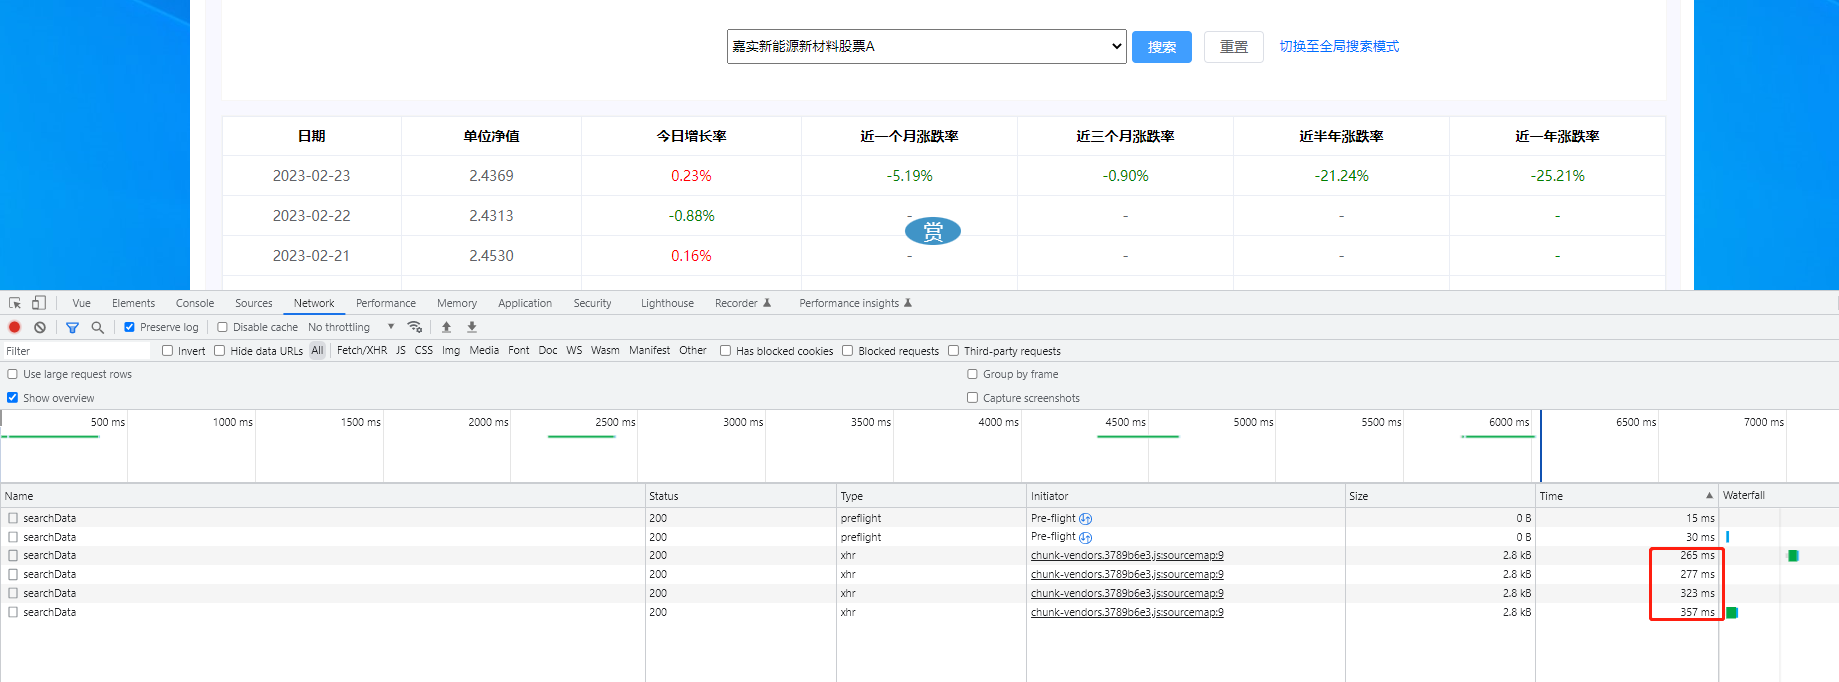 嘉实新能源新材料股票A 搜索 重置 切换至全局搜索模式
日期 单位净值 今日增长率 近一个月涨跌率 近三个月涨跌率 近半年涨跌率 近一年涨跌率
2023-02-23 2.4369 0.23% -5.19% -0.90% -21.24% -25.21%
2023-02-22 2.4313 -0.88% - - - -
赏
2023-02-21 2.4530 0.16% - - - -
Vue Elements Console Sources Network Performance Memory Application Security Lighthouse Recorder Performance insights
Preserve log Disable cache No throttling
Filter Invert Hide data URLs All Fetch/XHR JS CSS Img Media Font Doc WS Wasm Manifest Other Has blocked cookies Blocked requests Third-party requests
Use large request rows Group by frame
Show overview Capture screenshots
500 ms 1000 ms 1500 ms 2000 ms 2500 ms 3000 ms 3500 ms 4000 ms 4500 ms 5000 ms 5500 ms 6000 ms 6500 ms 7000 ms
Name Status Type Initiator Size Time Waterfall
searchData 200 preflight Pre-flight 0 B 15 ms
searchData 200 preflight Pre-flight 0 B 30 ms
searchData 200 xhr chunk-vendors.3789b6e3.js:sourcemap:9 2.8 kB 265 ms
searchData 200 xhr chunk-vendors.3789b6e3.js:sourcemap:9 2.8 kB 277 ms
searchData 200 xhr chunk-vendors.3789b6e3.js:sourcemap:9 2.8 kB 323 ms
searchData 200 xhr chunk-vendors.3789b6e3.js:sourcemap:9 2.8 kB 357 ms